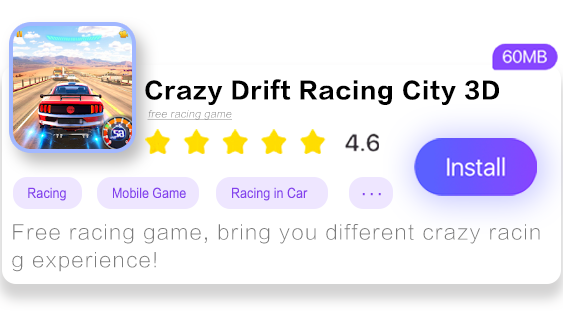 60MB
Crazy Drift Racing City 3D
free racing game
4.6
Install
Racing
Mobile Game
Racing in Car
...
Free racing game, bring you different crazy racin
g experience!